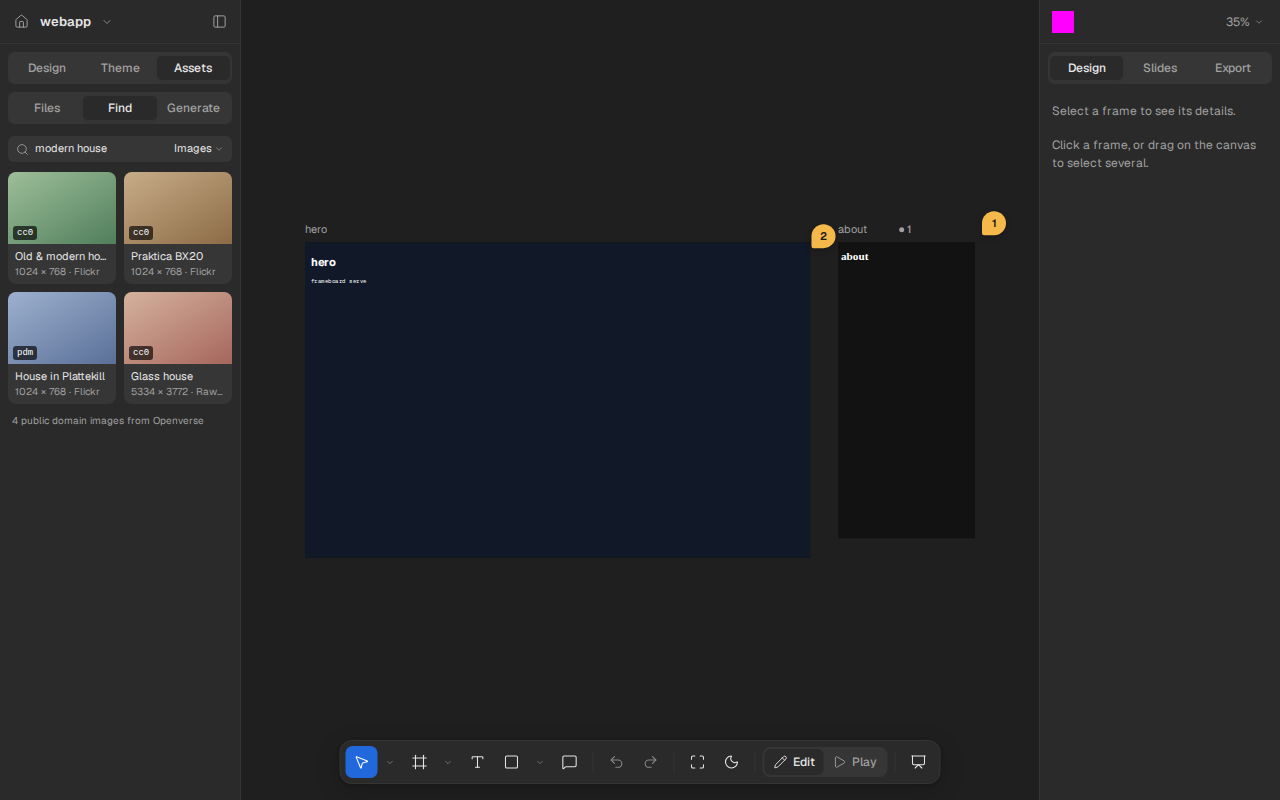 webapp
35%
Design Theme Assets
Files Find Generate
modern house Images
cc0
Old & modern ho…
1024 × 768 · Flickr
cc0
Praktica BX20
1024 × 768 · Flickr
pdm
House in Plattekill
1024 × 768 · Flickr
cc0
Glass house
5334 × 3772 · Raw…
4 public domain images from Openverse
hero
2
about
1
1
hero
frameboard serve
about
Design Slides Export
Select a frame to see its details.
Click a frame, or drag on the canvas
to select several.
Edit Play